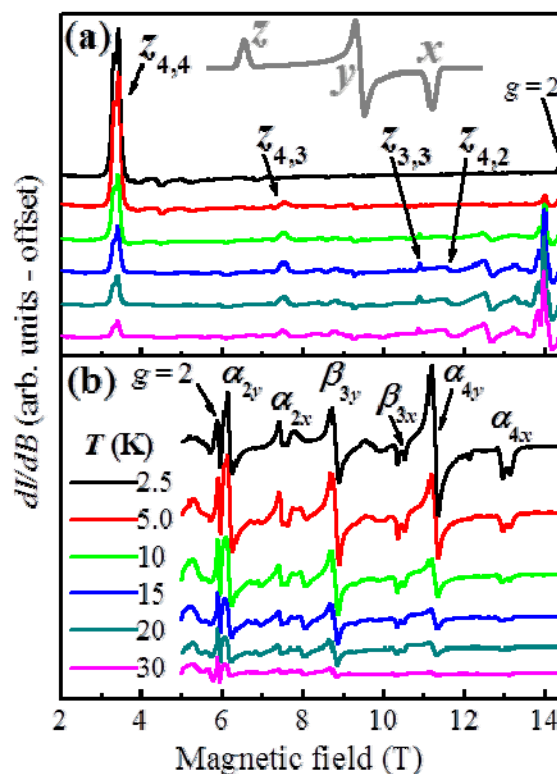 (a)
z
y
x
z4,4
g = 2
z4,3
z3,3
z4,2
(b)
g = 2
α2y
α2x
β3y
β3x
α4y
α4x
T (K)
2.5
5.0
10
15
20
30
dI/dB (arb. units - offset)
2 4 6 8 10 12 14
Magnetic field (T)